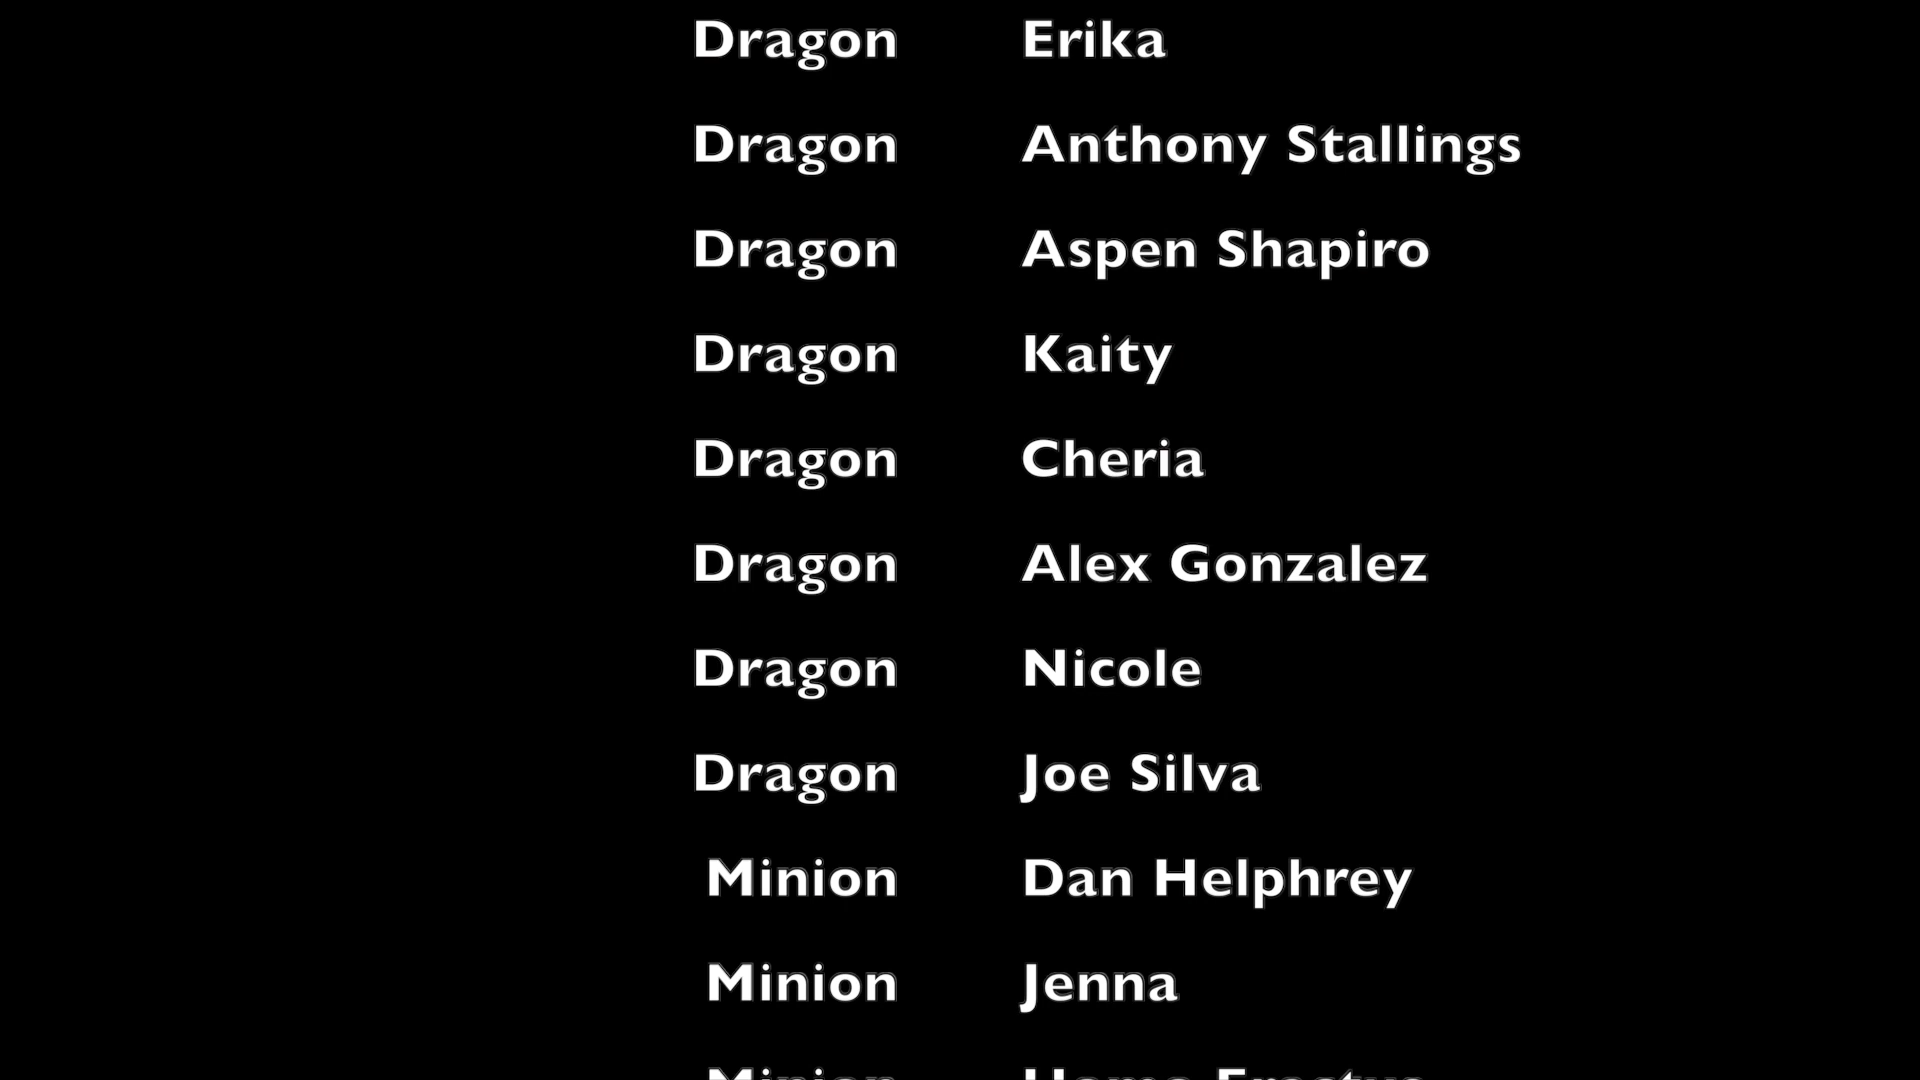 Dragon Erika
Dragon Anthony Stallings
Dragon Aspen Shapiro
Dragon Kaity
Dragon Cheria
Dragon Alex Gonzalez
Dragon Nicole
Dragon Joe Silva
Minion Dan Helphrey
Minion Jenna
Minion